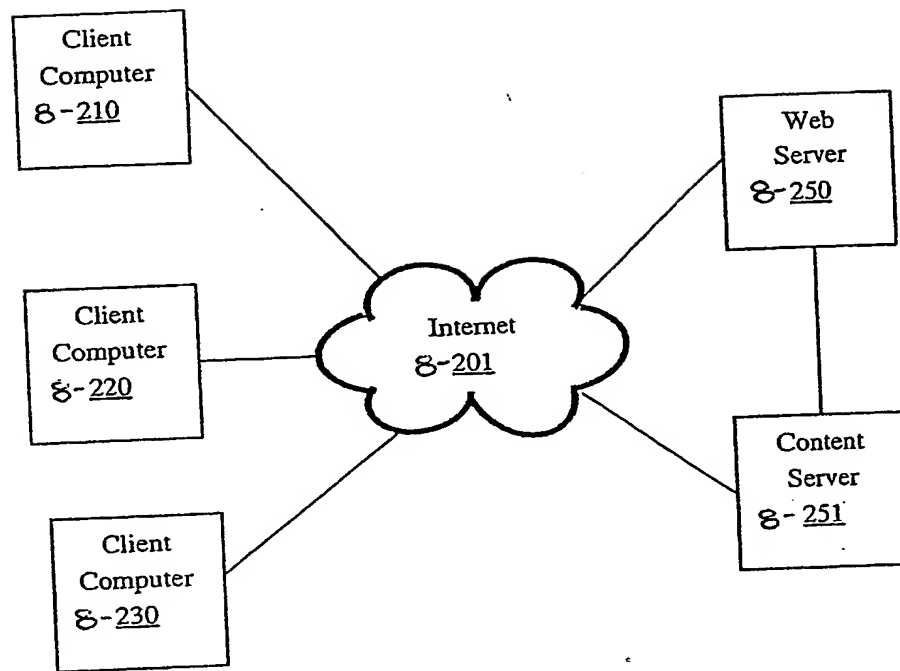 Client
Computer
8-210
Web
Server
8-250
Client
Computer
8-220
Internet
8-201
Content
Server
8-251
Client
Computer
8-230